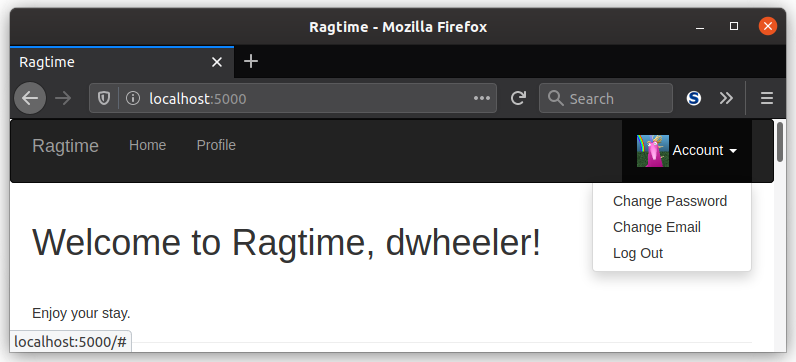 Ragtime - Mozilla Firefox
Ragtime
localhost:5000
Search
Ragtime Home Profile Account
Change Password
Change Email
Log Out
Welcome to Ragtime, dwheeler!
Enjoy your stay.
localhost:5000/#